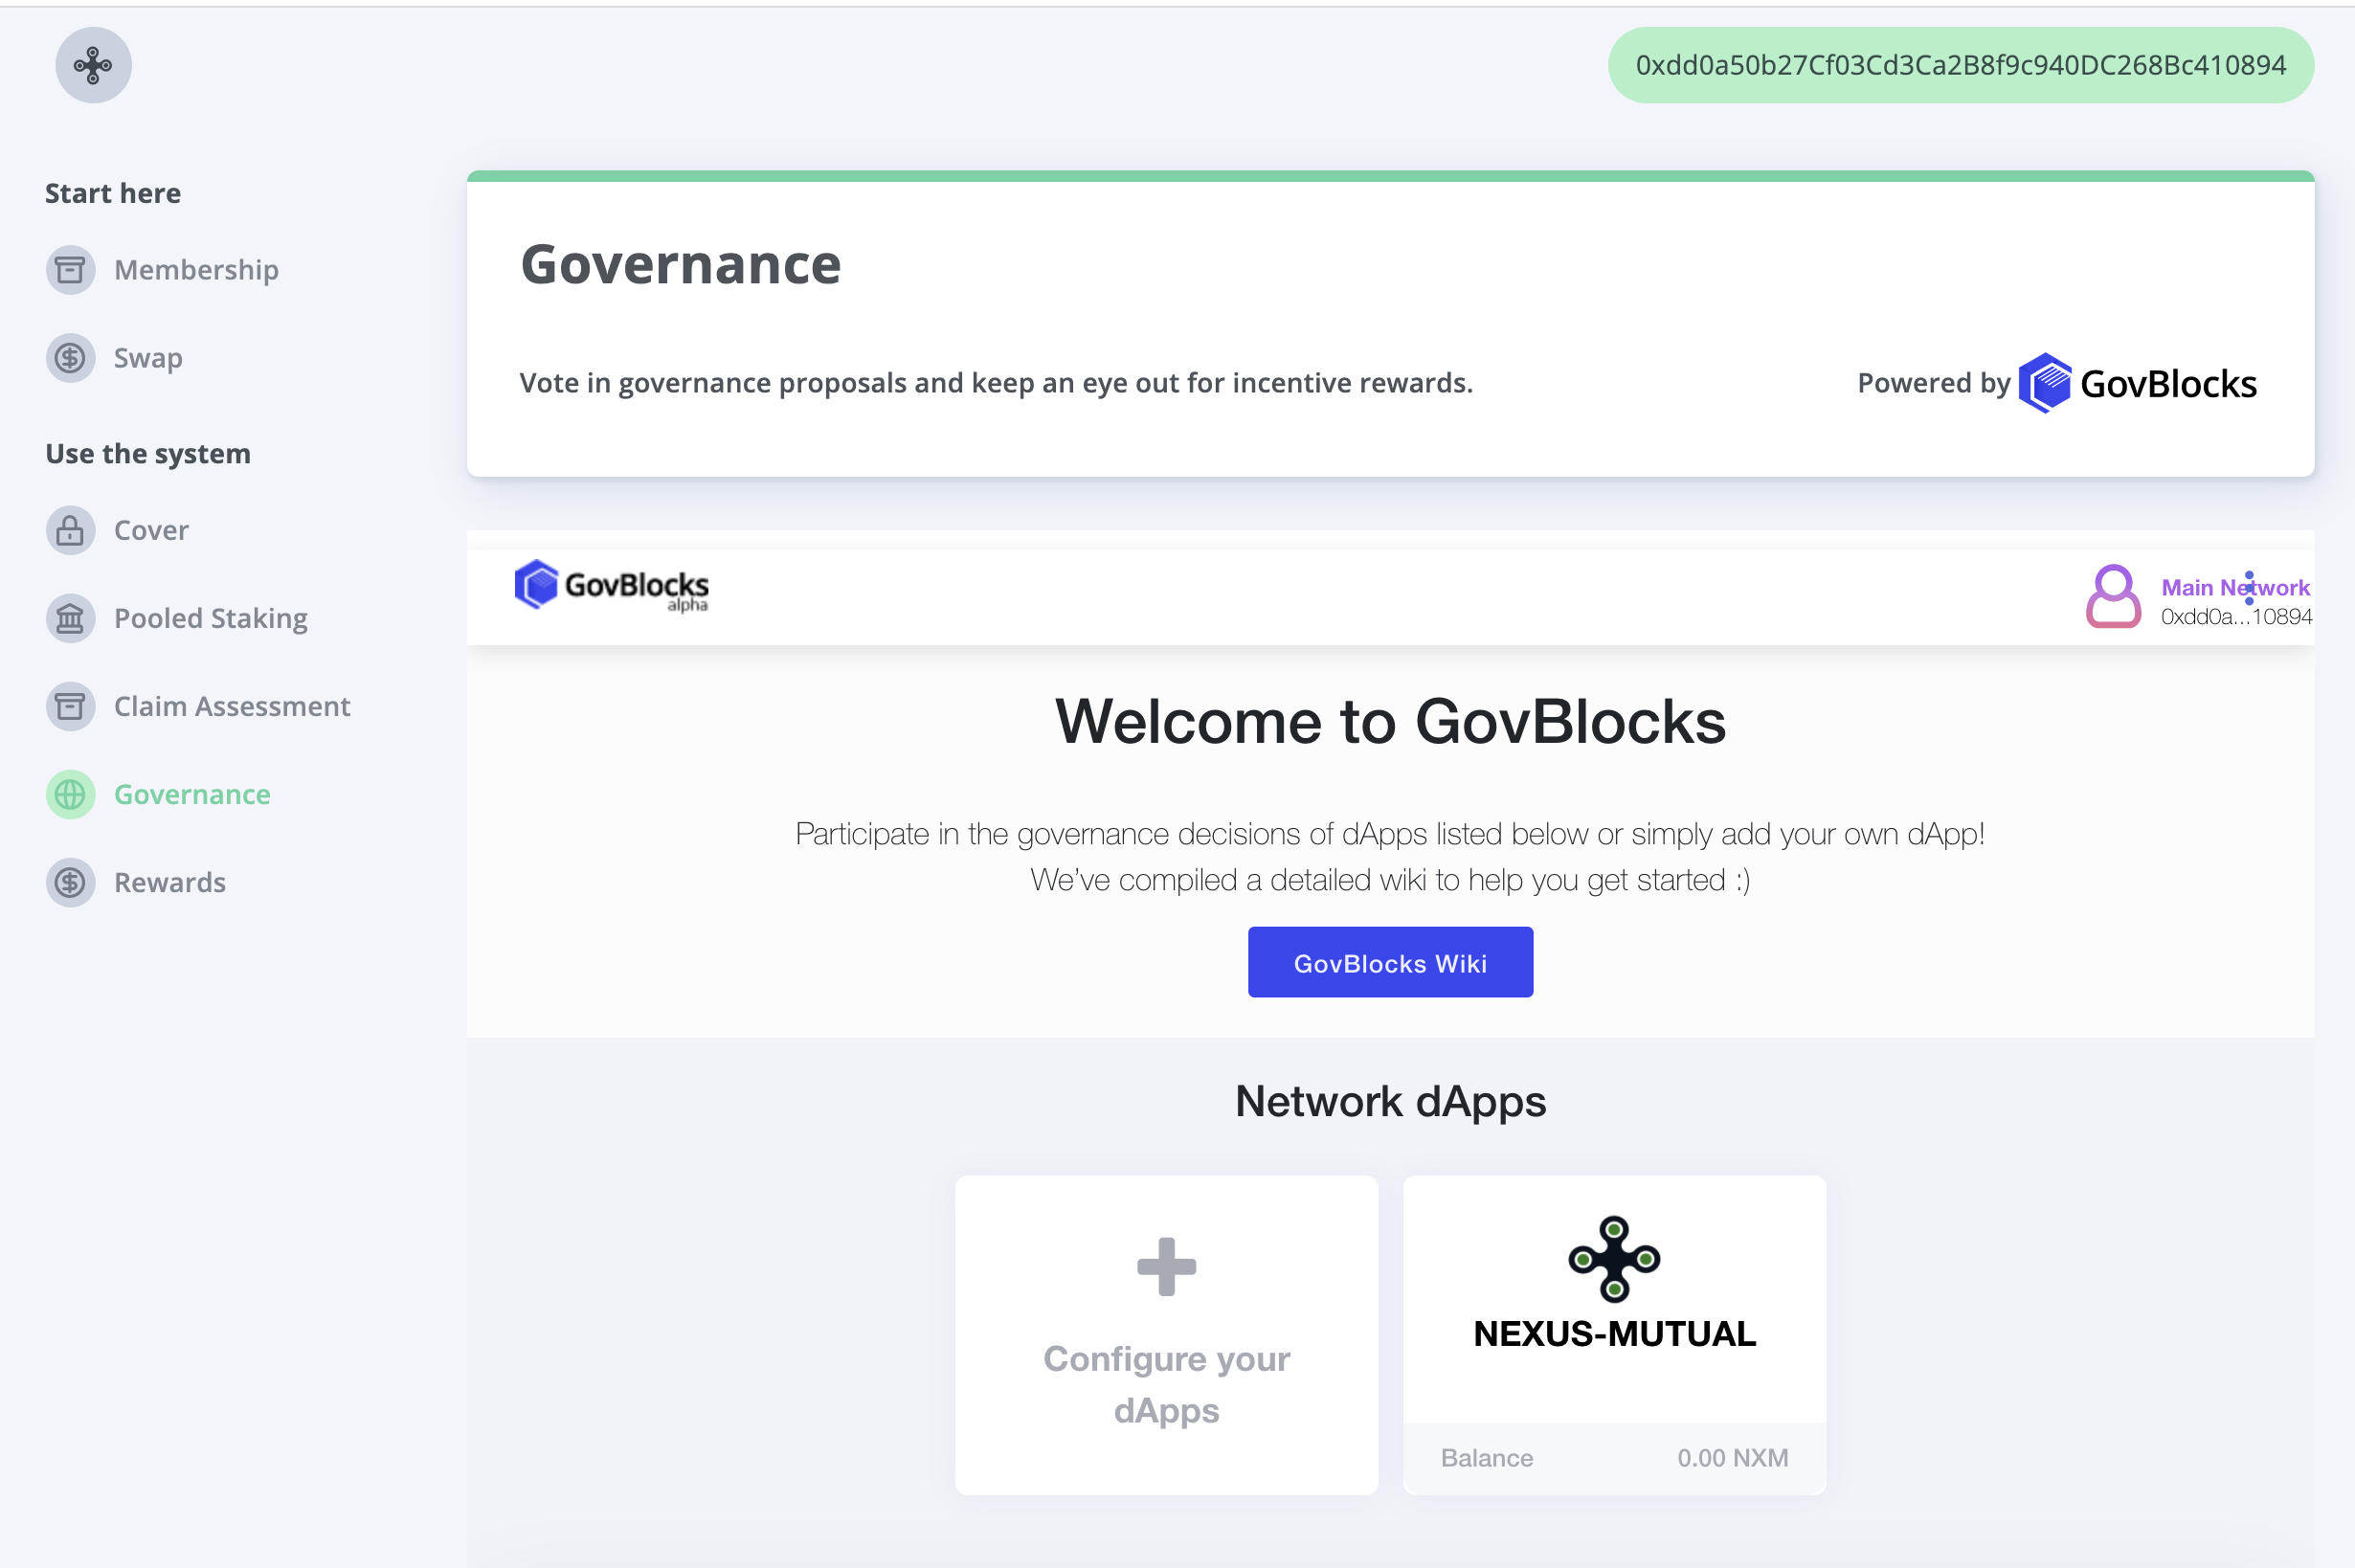 0xdd0a50b27Cf03Cd3Ca2B8f9c940DC268Bc410894
Start here
Membership
Swap
Use the system
Cover
Pooled Staking
Claim Assessment
Governance
Rewards
Governance
Vote in governance proposals and keep an eye out for incentive rewards.
Powered by GovBlocks
GovBlocks
alpha
Main Network
0xdd0a...10894
Welcome to GovBlocks
Participate in the governance decisions of dApps listed below or simply add your own dApp!
We've compiled a detailed wiki to help you get started :)
GovBlocks Wiki
Network dApps
Configure your
dApps
NEXUS-MUTUAL
Balance 0.00 NXM